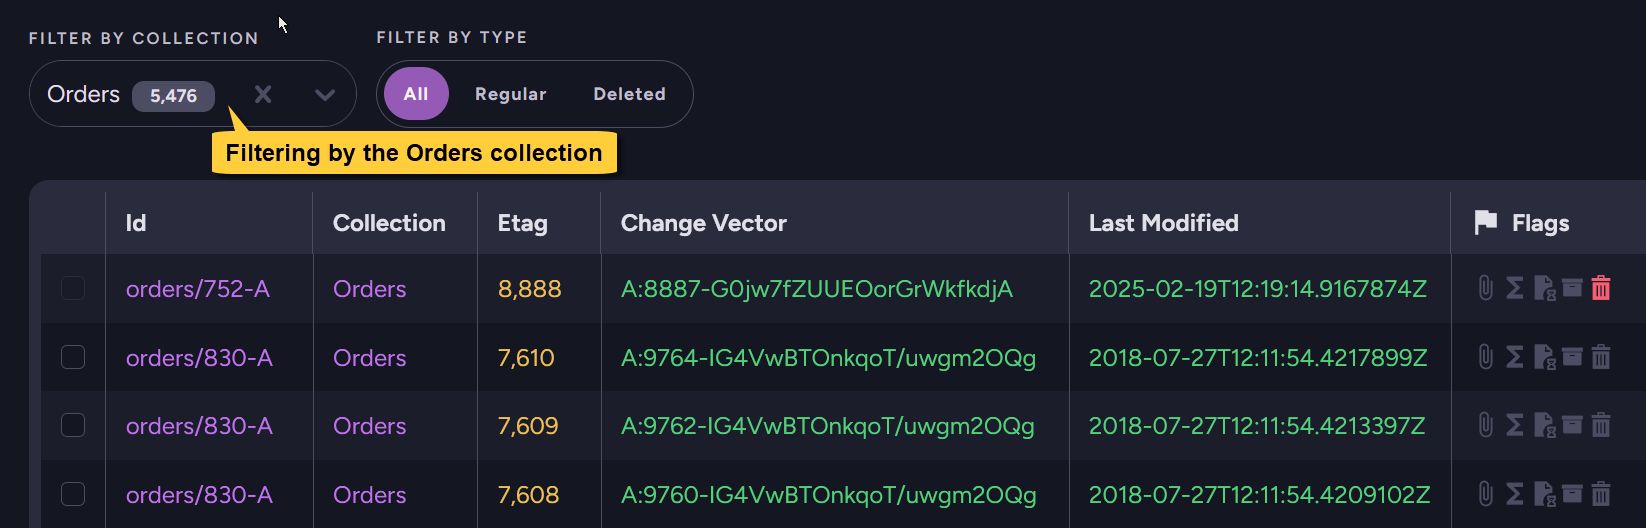 FILTER BY COLLECTION FILTER BY TYPE
Orders 5,476 All Regular Deleted
Filtering by the Orders collection
Id Collection Etag Change Vector Last Modified Flags
orders/752-A Orders 8,888 A:8887-G0jw7fZUUEOorGrWkfkdjA 2025-02-19T12:19:14.9167874Z
orders/830-A Orders 7,610 A:9764-IG4VwBTOnkqoT/uwgm2OQg 2018-07-27T12:11:54.4217899Z
orders/830-A Orders 7,609 A:9762-IG4VwBTOnkqoT/uwgm2OQg 2018-07-27T12:11:54.4213397Z
orders/830-A Orders 7,608 A:9760-IG4VwBTOnkqoT/uwgm2OQg 2018-07-27T12:11:54.4209102Z